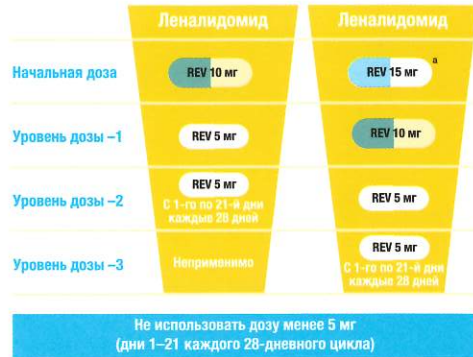 Леналидомид Леналидомид
Начальная доза REV 10 мг REV 15 мг a
Уровень дозы –1 REV 5 мг REV 10 мг
Уровень дозы –2 REV 5 мг REV 5 мг
С 1-го по 21-й дни
каждые 28 дней
Уровень дозы –3 Неприменимо REV 5 мг
С 1-го по 21-й дни
каждые 28 дней
Не использовать дозу менее 5 мг
(дни 1–21 каждого 28-дневного цикла)